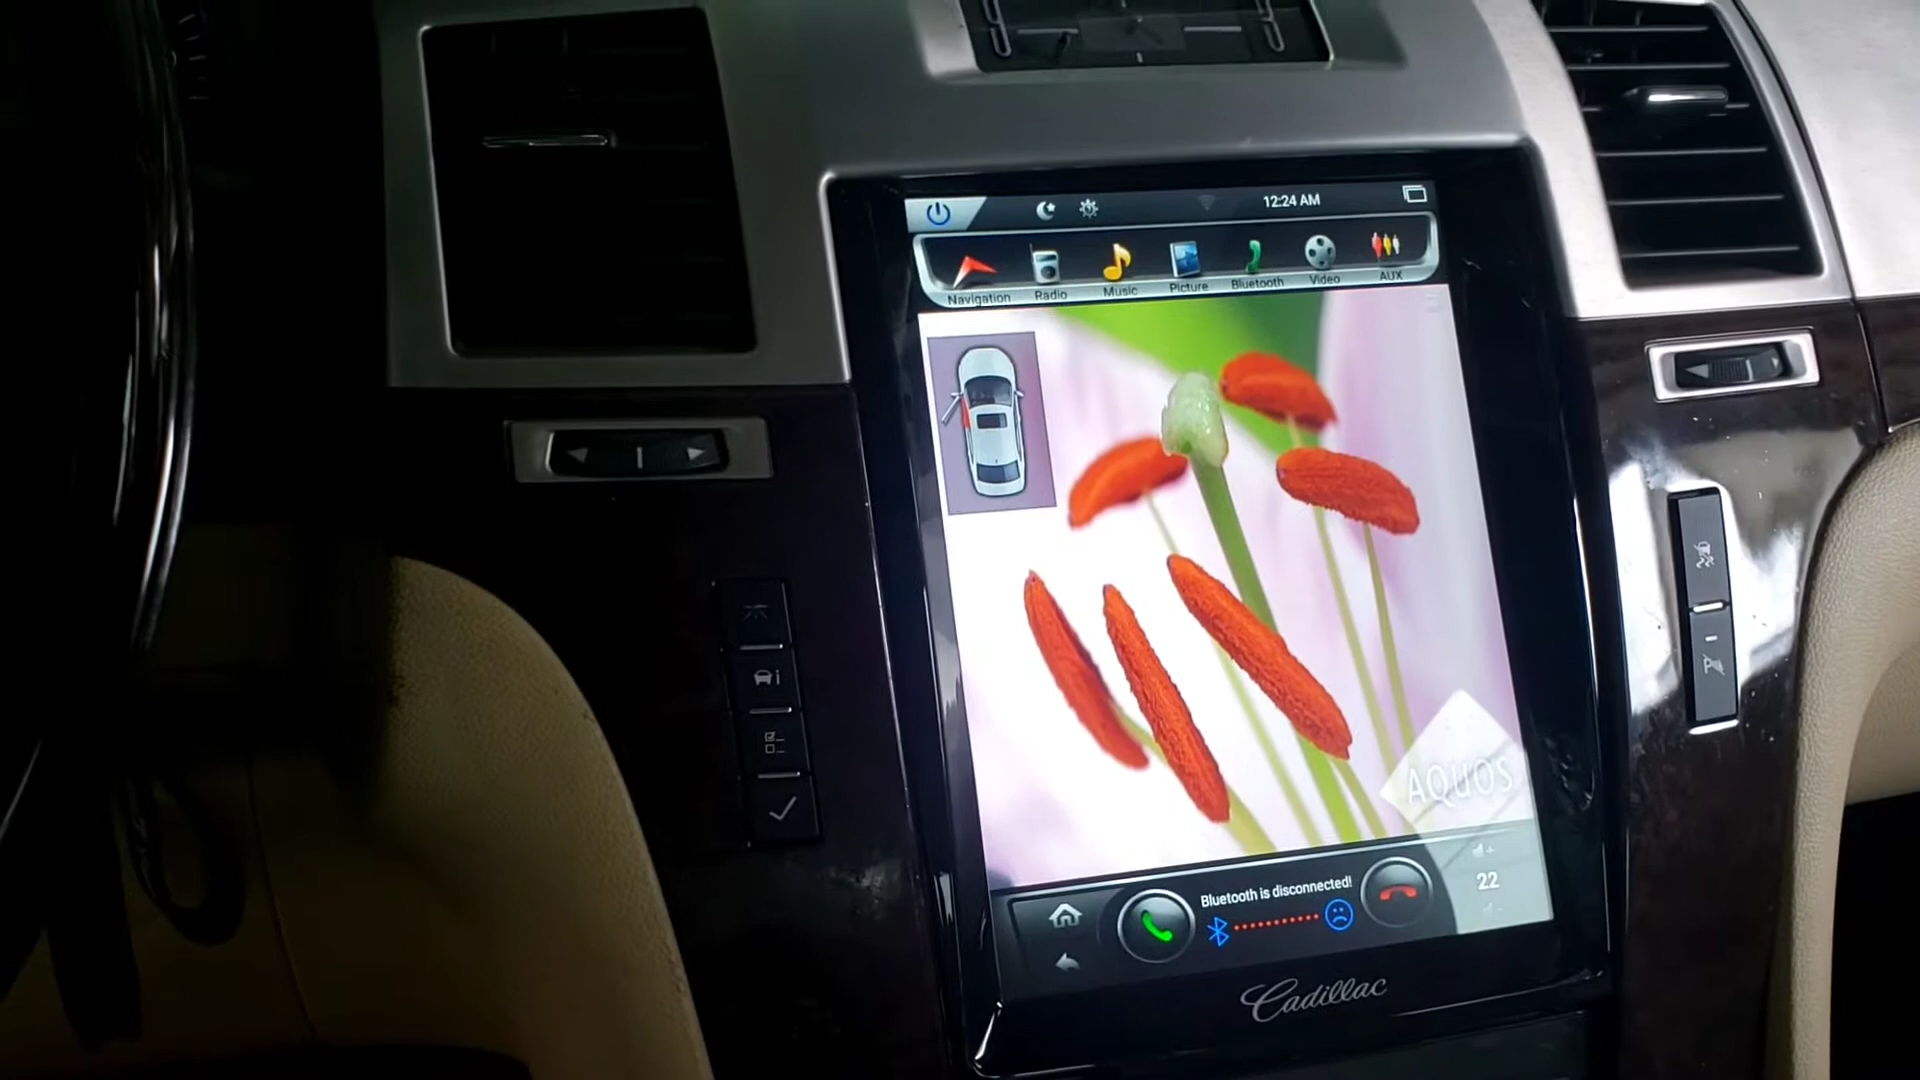 12:24 AM
Navigation Radio Music Picture Bluetooth Video AUX
AQUOS
Bluetooth is disconnected!
22
Cadillac